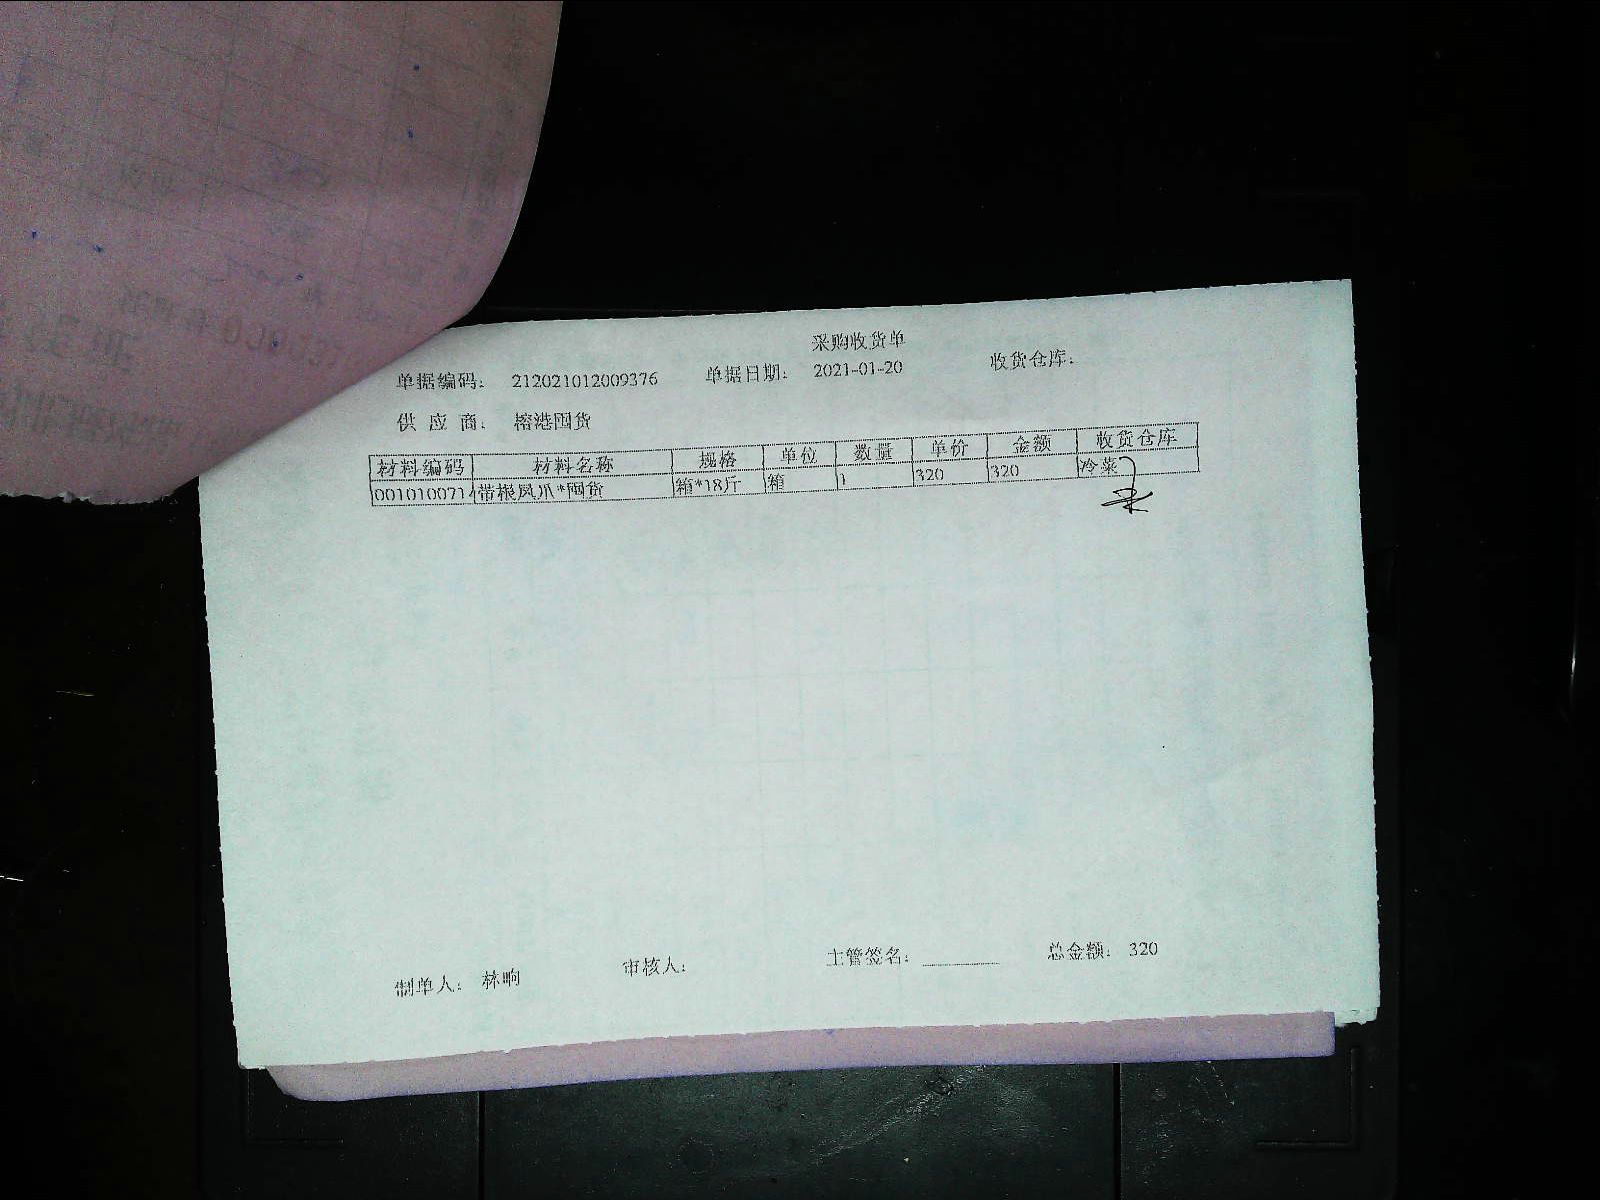 采购收货单
单据编码： 212021012009376 单据日期： 2021-01-20 收货仓库：
供 应 商： 榕港囤货
材料编码 材料名称 规格 单位 数量 单价 金额 收货仓库
0010100714 带根凤爪*囤货 箱*18斤 箱 1 320 320 冷菜
制单人： 林响 审核人： 主管签名： 总金额： 320